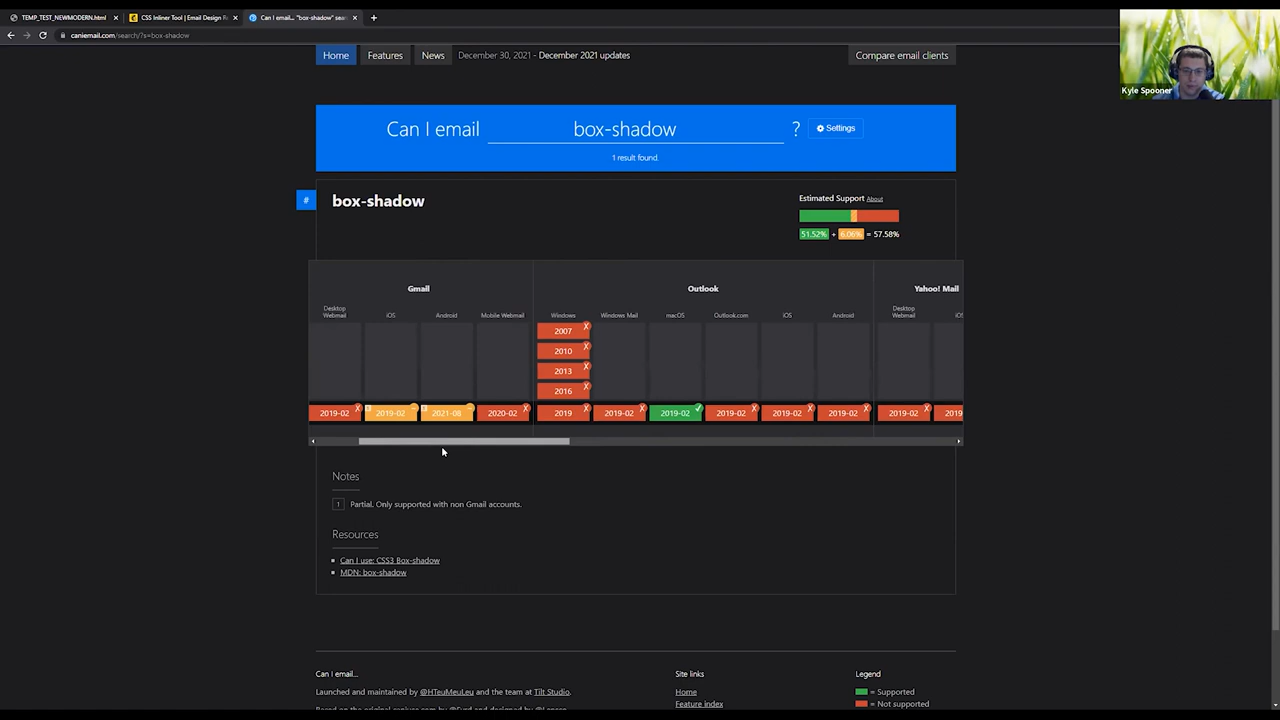 TEMP_TEST_NEWMODERN.html
CSS Inliner Tool | Email Design R
Can I email... "box-shadow" sea
caniemail.com/search/?s=box-shadow
Kyle Spooner
Home Features News December 30, 2021 - December 2021 updates Compare email clients
Can I email box-shadow ? Settings
1 result found.
# box-shadow
Estimated Support About
51.52% + 6.06% = 57.58%
Gmail Outlook Yahoo! Mail
Desktop Webmail iOS Android Mobile Webmail Windows Windows Mail macOS Outlook.com iOS Android Desktop Webmail iO
2007
2010
2013
2016
2019-02 2019-02 2021-08 2020-02 2019 2019-02 2019-02 2019-02 2019-02 2019-02 2019-02 2019
Notes
1 Partial. Only supported with non Gmail accounts.
Resources
Can I use: CSS3 Box-shadow
MDN: box-shadow
Can I email... Site links Legend
Launched and maintained by @HTeuMeuLeu and the team at Tilt Studio. Home = Supported
Feature index = Not supported